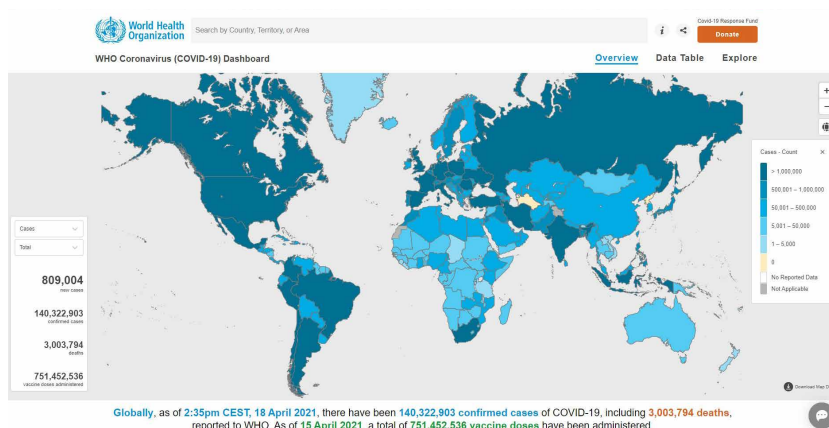 World Health
Organization
Search by Country, Territory, or Area
i
Covid-19 Response Fund
Donate
WHO Coronavirus (COVID-19) Dashboard
Overview
Data Table
Explore
+
−
Cases - Count
×
> 1,000,000
500,001 – 1,000,000
50,001 – 500,000
5,001 – 50,000
1 – 5,000
0
No Reported Data
Not Applicable
Cases
Total
809,004
new cases
140,322,903
confirmed cases
3,003,794
deaths
751,452,536
vaccine doses administered
Download Map D
Globally, as of 2:35pm CEST, 18 April 2021, there have been 140,322,903 confirmed cases of COVID-19, including 3,003,794 deaths,
reported to WHO. As of 15 April 2021, a total of 751,452,536 vaccine doses have been administered.